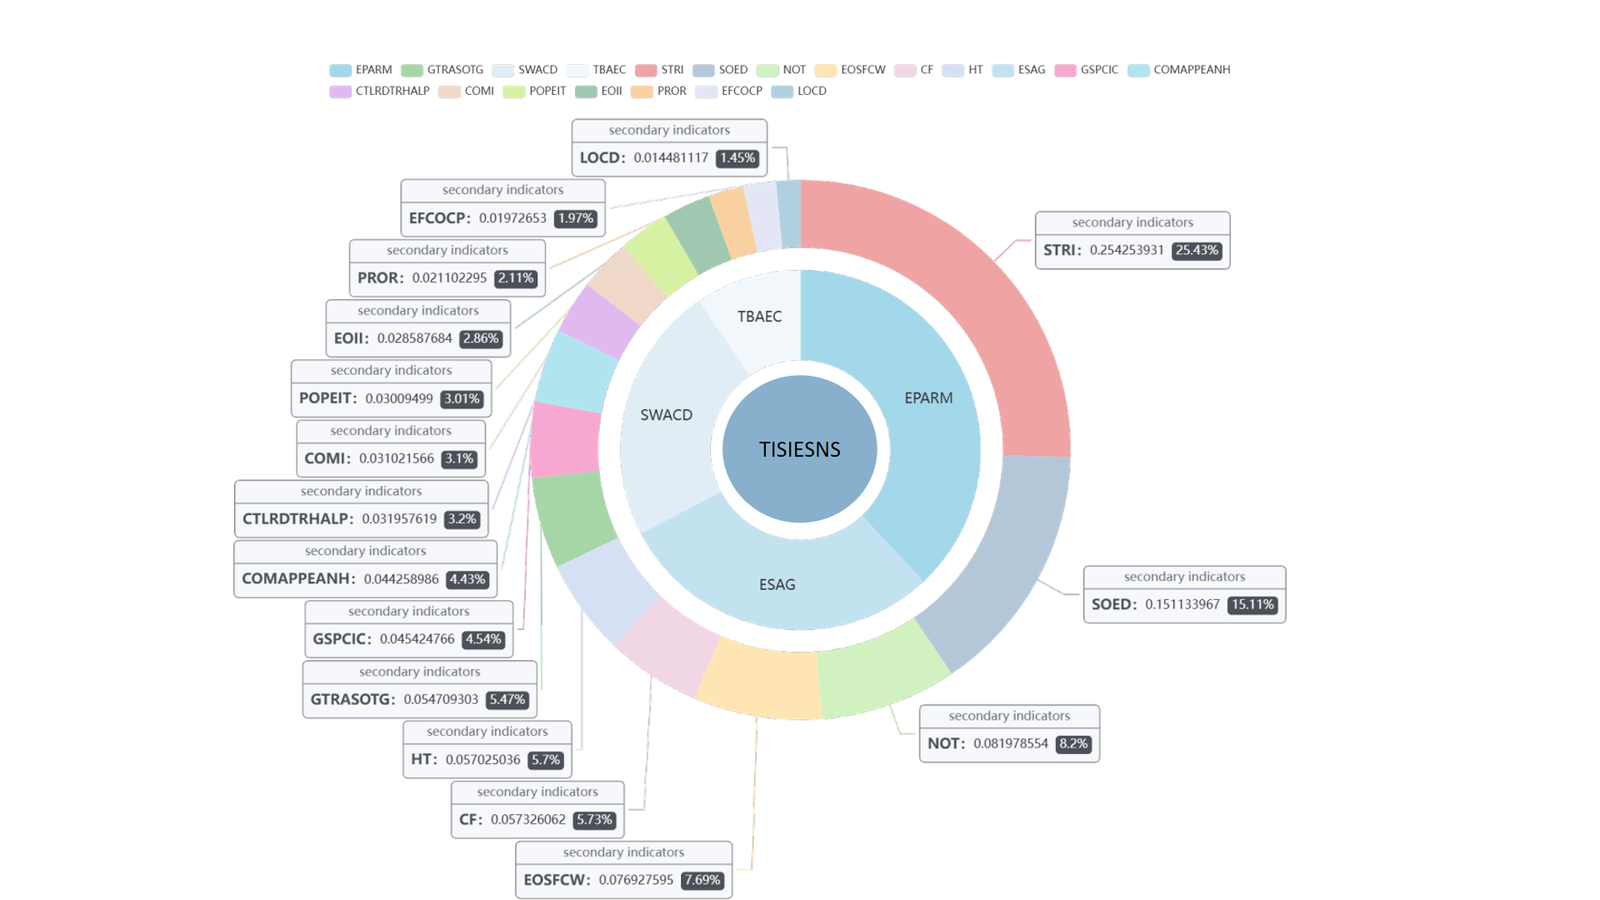 EPARM GTRASOTG SWACD TBAEC STRI SOED NOT EOSFCW CF HT ESAG GSPCIC COMAPPEANH
CTLRDTRHALP COMI POPEIT EOII PROR EFCOCP LOCD
secondary indicators
LOCD: 0.014481117 1.45%
secondary indicators
EFCOCP: 0.01972653 1.97%
secondary indicators
STRI: 0.254253931 25.43%
secondary indicators
PROR: 0.021102295 2.11%
secondary indicators
EOII: 0.028587684 2.86%
secondary indicators
POPEIT: 0.03009499 3.01%
secondary indicators
COMI: 0.031021566 3.1%
secondary indicators
CTLRDTRHALP: 0.031957619 3.2%
secondary indicators
COMAPPEANH: 0.044258986 4.43%
secondary indicators
GSPCIC: 0.045424766 4.54%
secondary indicators
GTRASOTG: 0.054709303 5.47%
secondary indicators
HT: 0.057025036 5.7%
secondary indicators
CF: 0.057326062 5.73%
secondary indicators
EOSFCW: 0.076927595 7.69%
secondary indicators
NOT: 0.081978554 8.2%
secondary indicators
SOED: 0.151133967 15.11%
TBAEC
EPARM
SWACD
TISIESNS
ESAG